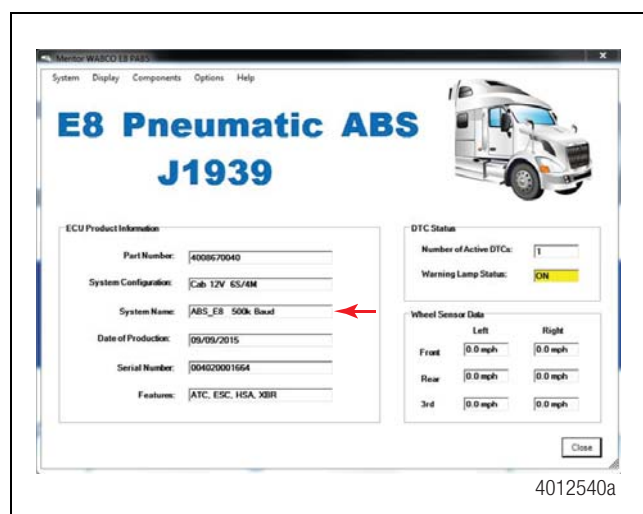 Meritor WABCO E8 PABS
x
System Display Components Options Help
E8 Pneumatic ABS
J1939
ECU Product Information
Part Number: 4008670040
System Configuration: Cab 12V 6S/4M
System Name: ABS_E8 500k Baud
Date of Production: 09/09/2015
Serial Number: 004020001664
Features: ATC, ESC, HSA, XBR
DTC Status
Number of Active DTCs: 1
Warning Lamp Status: ON
Wheel Sensor Data
Left Right
Front 0.0 mph 0.0 mph
Rear 0.0 mph 0.0 mph
3rd 0.0 mph 0.0 mph
Close
4012540a